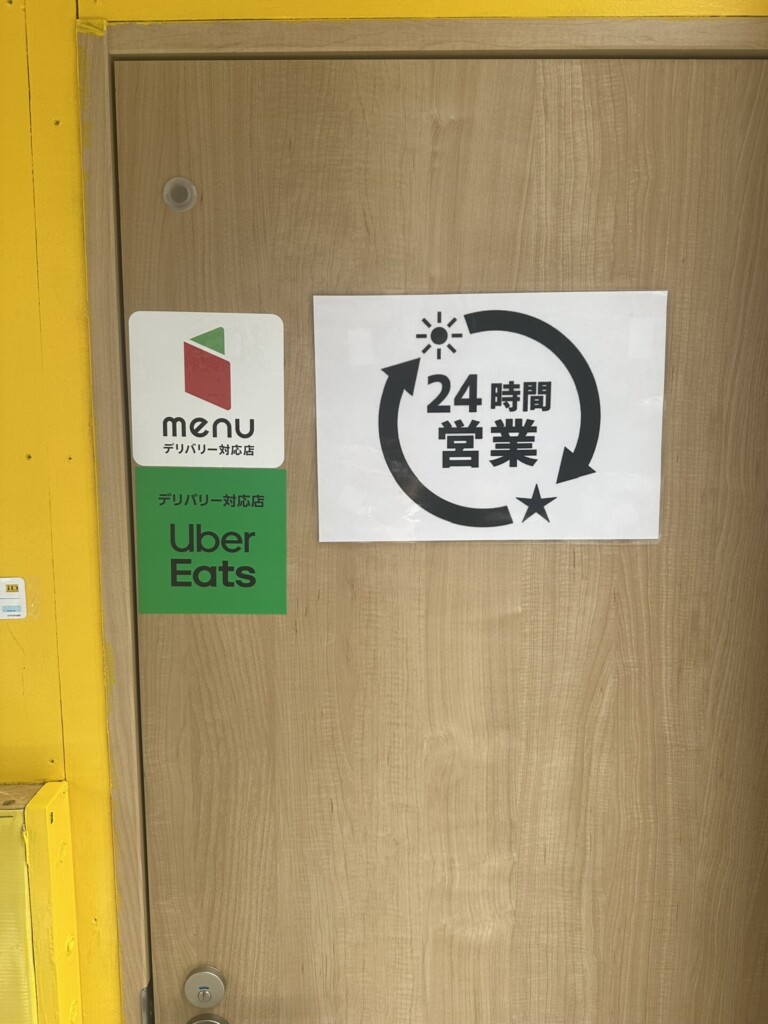 menu
デリバリー対応店
デリバリー対応店
Uber
Eats
24時間
営業